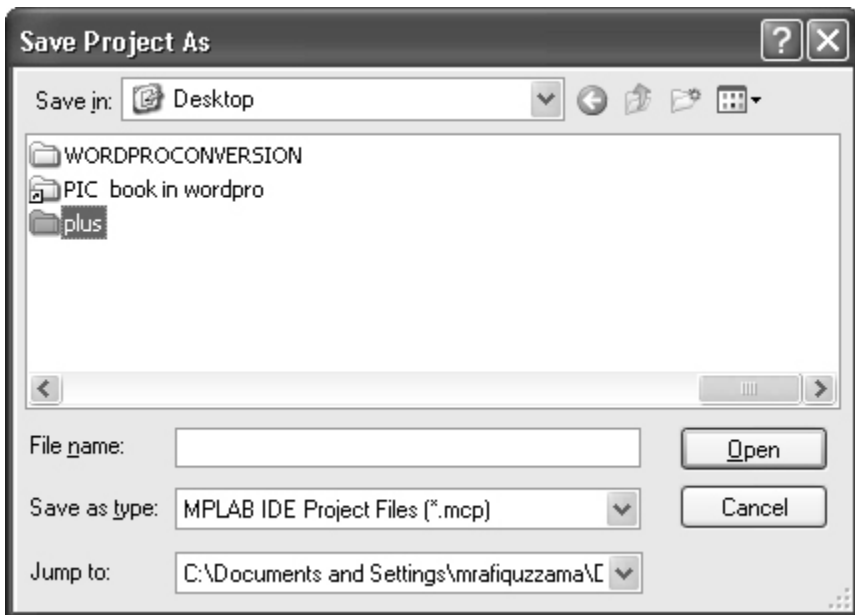 Save Project As
Save in: Desktop
WORDPROCONVERSION
PIC book in wordpro
plus
File name:
Open
Save as type: MPLAB IDE Project Files (*.mcp)
Cancel
Jump to: C:\Documents and Settings\mrafiquzzama\D